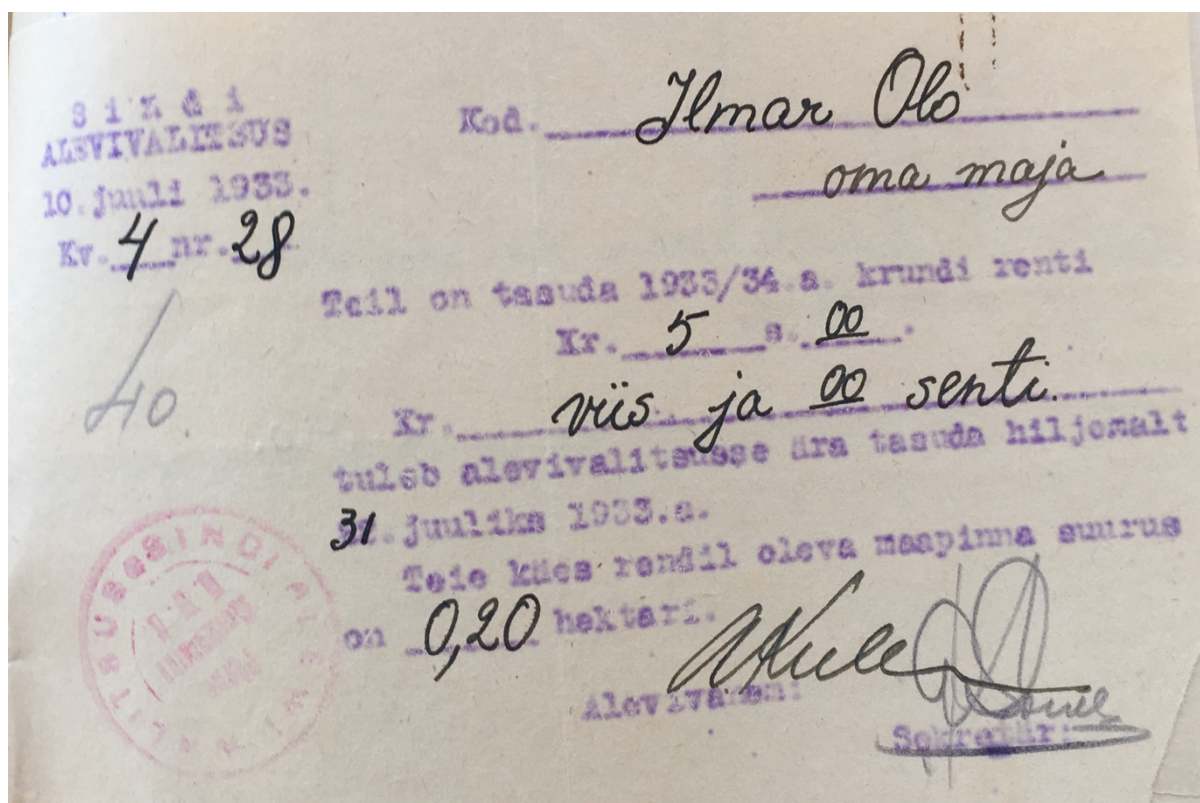 Sindi
ALEVIVALITSUS
10. juuli 1933.
Kv. 4 nr. 28
40.
Kod. Ilmar Olo
oma maja
Teil on tasuda 1933/34.a. krundi renti
Kr. 5 s. 00.
Kr. viis ja 00 senti.
tuleb alevivalitsusse ära tasuda hiljemalt
31. juuliks 1933.a.
Teie käes rendil oleva maapinna suurus
on 0,20 hektari.
Alevivanem:
Sekretär:
SINDI ALEVIVALITSUS